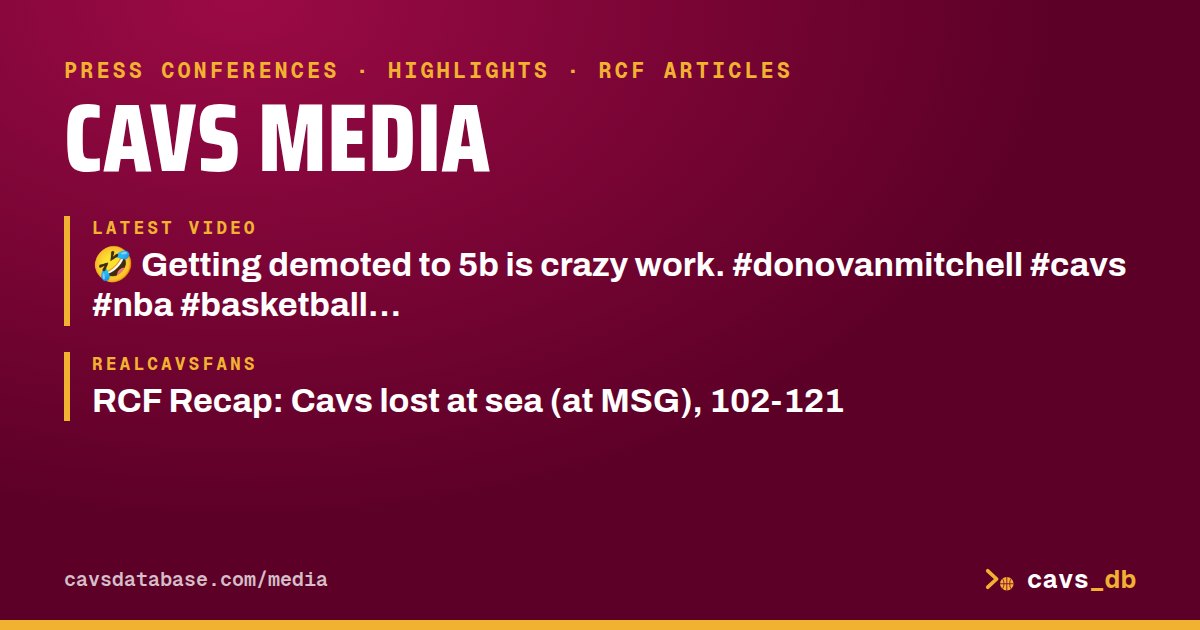 PRESS CONFERENCES · HIGHLIGHTS · RCF ARTICLES
CAVS MEDIA
LATEST VIDEO
🤣 Getting demoted to 5b is crazy work. #donovanmitchell #cavs
#nba #basketball…
REALCAVSFANS
RCF Recap: Cavs lost at sea (at MSG), 102-121
cavsdatabase.com/media
cavs_db